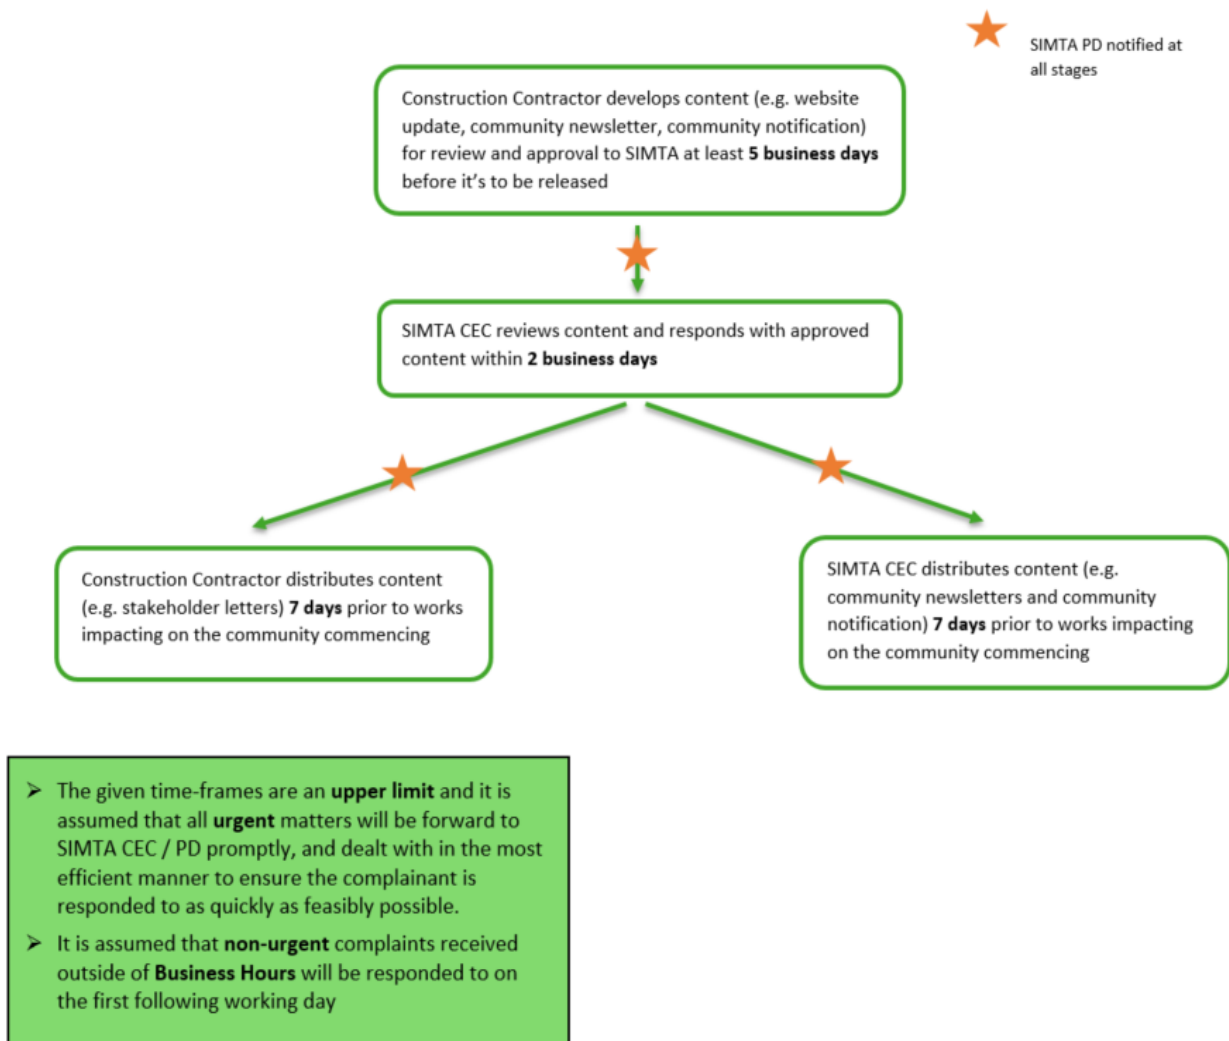 SIMTA PD notified at
all stages
Construction Contractor develops content (e.g. website
update, community newsletter, community notification)
for review and approval to SIMTA at least 5 business days
before it's to be released
SIMTA CEC reviews content and responds with approved
content within 2 business days
Construction Contractor distributes content
(e.g. stakeholder letters) 7 days prior to works
impacting on the community commencing
SIMTA CEC distributes content (e.g.
community newsletters and community
notification) 7 days prior to works impacting
on the community commencing
➢ The given time-frames are an upper limit and it is
assumed that all urgent matters will be forward to
SIMTA CEC / PD promptly, and dealt with in the most
efficient manner to ensure the complainant is
responded to as quickly as feasibly possible.
➢ It is assumed that non-urgent complaints received
outside of Business Hours will be responded to on
the first following working day